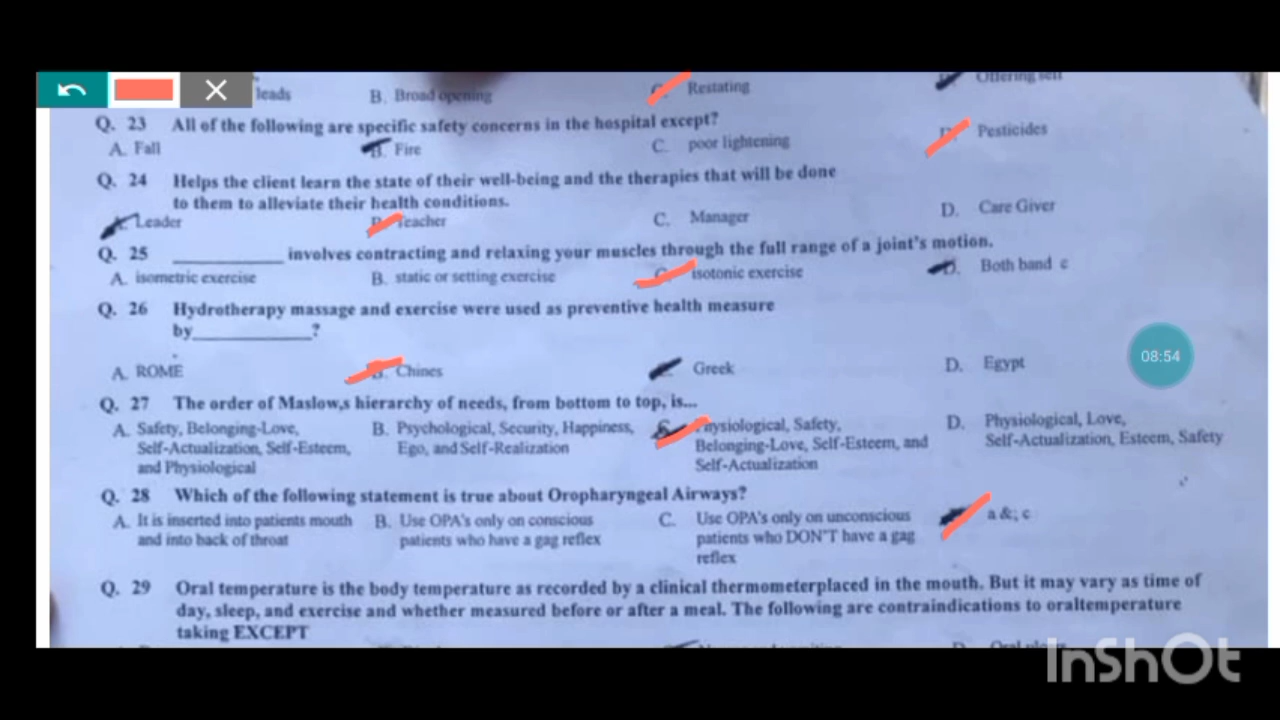 leads B. Broad opening Restating Offering self
Q. 23 All of the following are specific safety concerns in the hospital except?
A. Fall B. Fire C. poor lightening D. Pesticides
Q. 24 Helps the client learn the state of their well-being and the therapies that will be done
to them to alleviate their health conditions.
Leader B. Teacher C. Manager D. Care Giver
Q. 25 __________ involves contracting and relaxing your muscles through the full range of a joint's motion.
A. isometric exercise B. static or setting exercise C. isotonic exercise D. Both band c
Q. 26 Hydrotherapy massage and exercise were used as preventive health measure
by___________?
A. ROME B. Chines Greek D. Egypt
08:54
Q. 27 The order of Maslow,s hierarchy of needs, from bottom to top, is...
A. Safety, Belonging-Love, B. Psychological, Security, Happiness, Physiological, Safety, D. Physiological, Love,
Self-Actualization, Self-Esteem, Ego, and Self-Realization Belonging-Love, Self-Esteem, and Self-Actualization, Esteem, Safety
and Physiological Self-Actualization
Q. 28 Which of the following statement is true about Oropharyngeal Airways?
A. It is inserted into patients mouth B. Use OPA's only on conscious C. Use OPA's only on unconscious a &; c
and into back of throat patients who have a gag reflex patients who DON'T have a gag
reflex
Q. 29 Oral temperature is the body temperature as recorded by a clinical thermometerplaced in the mouth. But it may vary as time of
day, sleep, and exercise and whether measured before or after a meal. The following are contraindications to oraltemperature
taking EXCEPT
InShOt